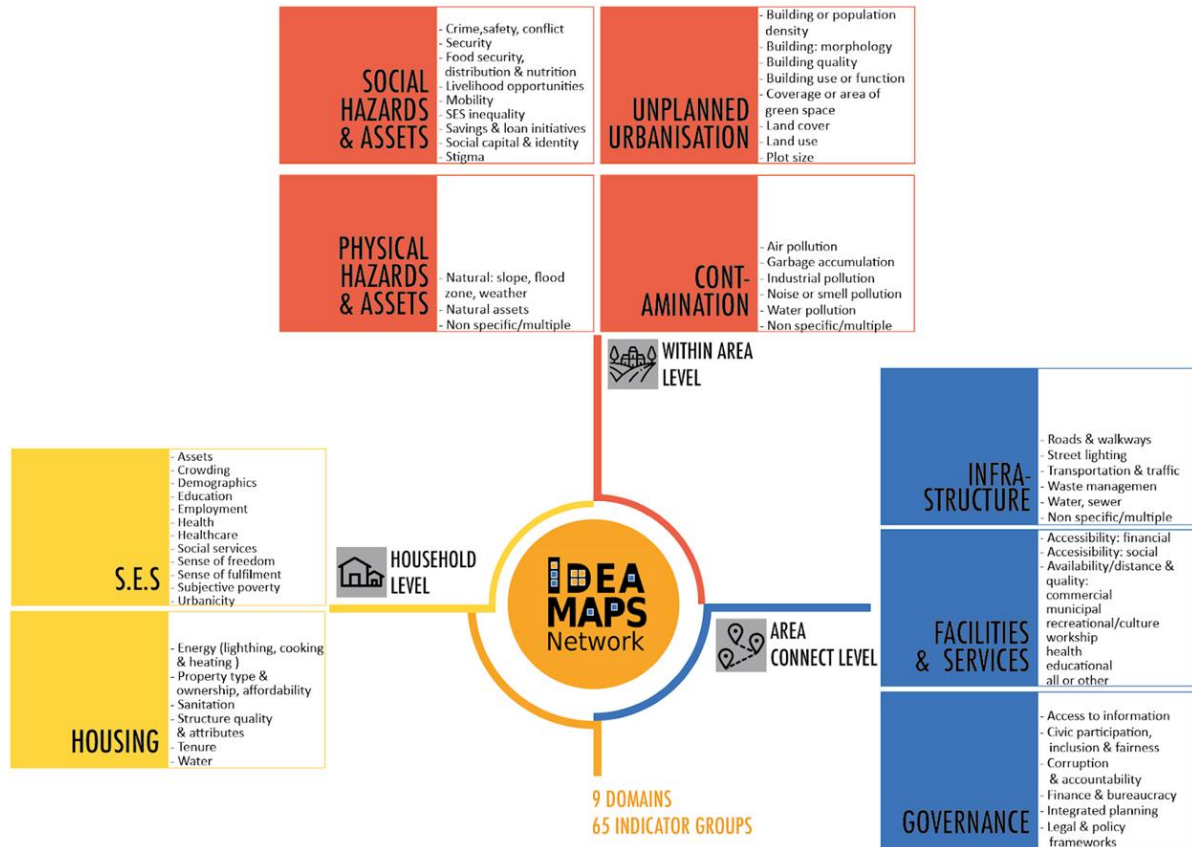 SOCIAL
HAZARDS
& ASSETS
- Crime,safety, conflict
- Security
- Food security,
distribution & nutrition
- Livelihood opportunities
- Mobility
- SES inequality
- Savings & loan initiatives
- Social capital & identity
- Stigma
UNPLANNED
URBANISATION
- Building or population
density
- Building: morphology
- Building quality
- Building use or function
- Coverage or area of
green space
- Land cover
- Land use
- Plot size
PHYSICAL
HAZARDS
& ASSETS
- Natural: slope, flood
zone, weather
- Natural assets
- Non specific/multiple
CONT-
AMINATION
- Air pollution
- Garbage accumulation
- Industrial pollution
- Noise or smell pollution
- Water pollution
- Non specific/multiple
WITHIN AREA
LEVEL
S.E.S
- Assets
- Crowding
- Demographics
- Education
- Employment
- Health
- Healthcare
- Social services
- Sense of freedom
- Sense of fulfilment
- Subjective poverty
- Urbanicity
HOUSING
- Energy (lighthing, cooking
& heating )
- Property type &
ownership, affordability
- Sanitation
- Structure quality
& attributes
- Tenure
- Water
HOUSEHOLD
LEVEL
IDEA
MAPS
Network
AREA
CONNECT LEVEL
INFRA-
STRUCTURE
- Roads & walkways
- Street lighting
- Transportation & traffic
- Waste managemen
- Water, sewer
- Non specific/multiple
FACILITIES
& SERVICES
- Accessibility: financial
- Accesisibility: social
- Availability/distance &
quality:
commercial
municipal
recreational/culture
workship
health
educational
all or other
GOVERNANCE
- Access to information
- Civic participation,
inclusion & fairness
- Corruption
& accountability
- Finance & bureaucracy
- Integrated planning
- Legal & policy
frameworks
9 DOMAINS
65 INDICATOR GROUPS